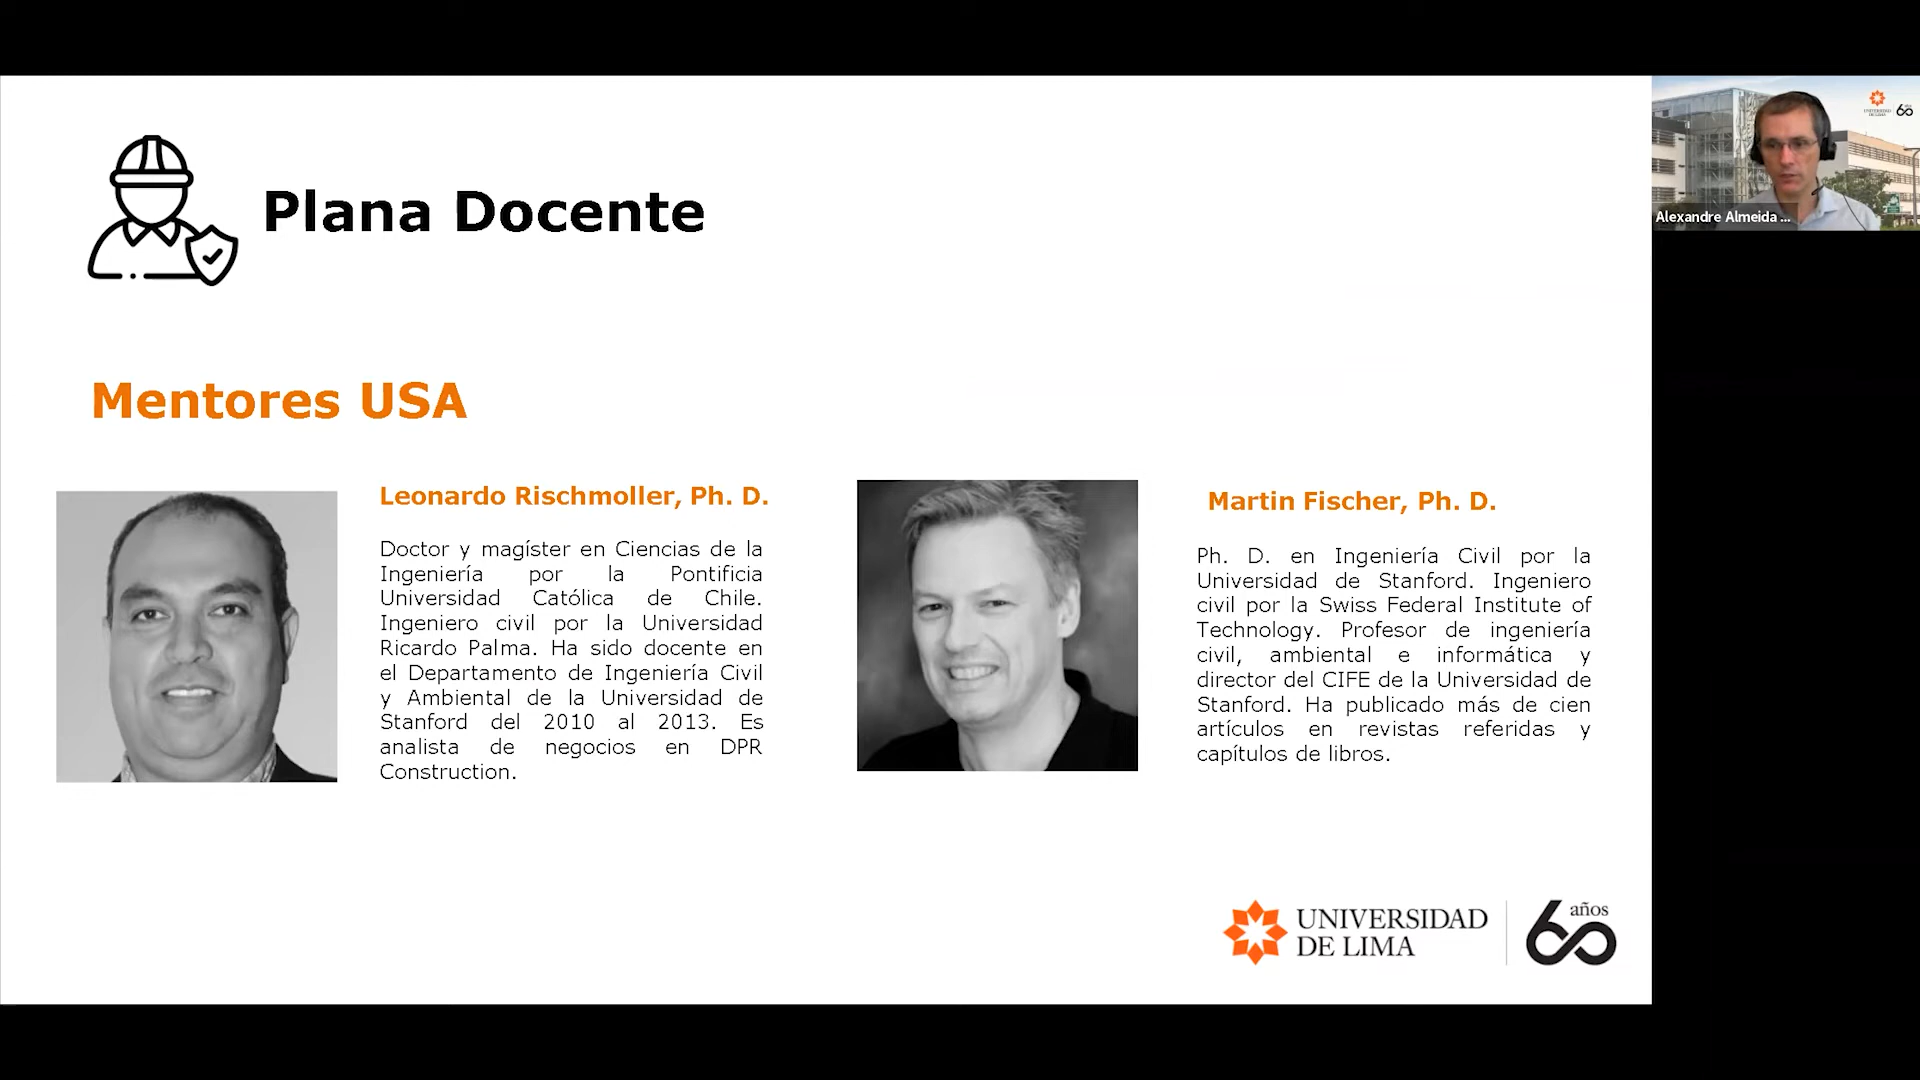 Plana Docente
Mentores USA
Leonardo Rischmoller, Ph. D.
Doctor y magíster en Ciencias de la
Ingeniería por la Pontificia
Universidad Católica de Chile.
Ingeniero civil por la Universidad
Ricardo Palma. Ha sido docente en
el Departamento de Ingeniería Civil
y Ambiental de la Universidad de
Stanford del 2010 al 2013. Es
analista de negocios en DPR
Construction.
Martin Fischer, Ph. D.
Ph. D. en Ingeniería Civil por la
Universidad de Stanford. Ingeniero
civil por la Swiss Federal Institute of
Technology. Profesor de ingeniería
civil, ambiental e informática y
director del CIFE de la Universidad de
Stanford. Ha publicado más de cien
artículos en revistas referidas y
capítulos de libros.
UNIVERSIDAD
DE LIMA
60 años
Alexandre Almeida ...
UNIVERSIDAD
DE LIMA
60